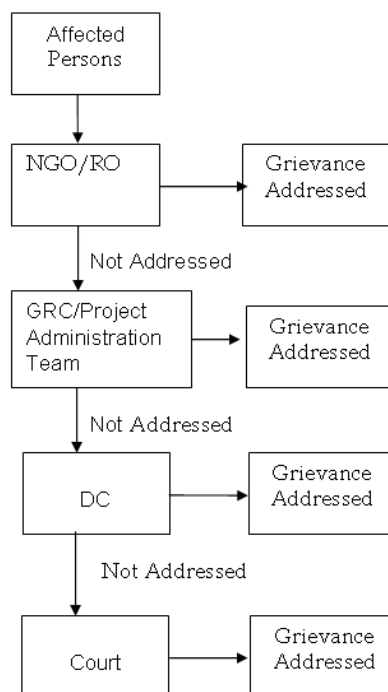 Affected
Persons
NGO/RO
Grievance
Addressed
Not Addressed
GRC/Project
Administration
Team
Grievance
Addressed
Not Addressed
DC
Grievance
Addressed
Not Addressed
Court
Grievance
Addressed